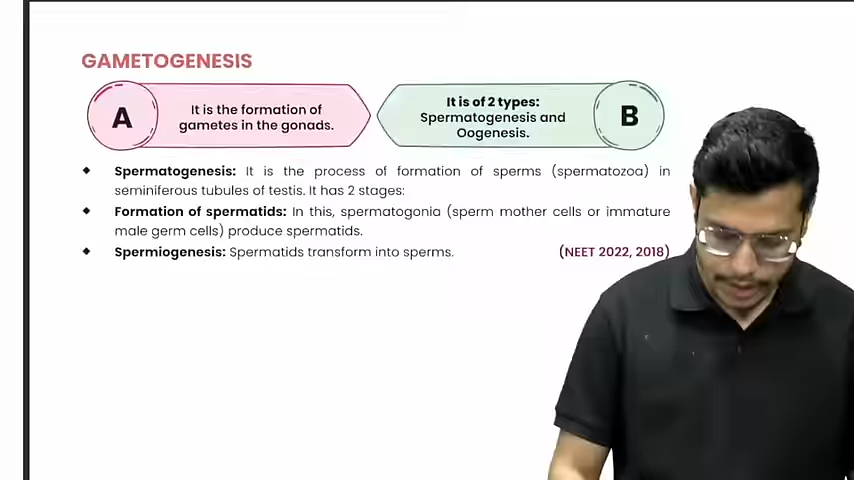 GAMETOGENESIS
A
It is the formation of
gametes in the gonads.
It is of 2 types:
Spermatogenesis and
Oogenesis.
B
Spermatogenesis: It is the process of formation of sperms (spermatozoa) in
seminiferous tubules of testis. It has 2 stages:
Formation of spermatids: In this, spermatogonia (sperm mother cells or immature
male germ cells) produce spermatids.
Spermiogenesis: Spermatids transform into sperms. (NEET 2022, 2018)